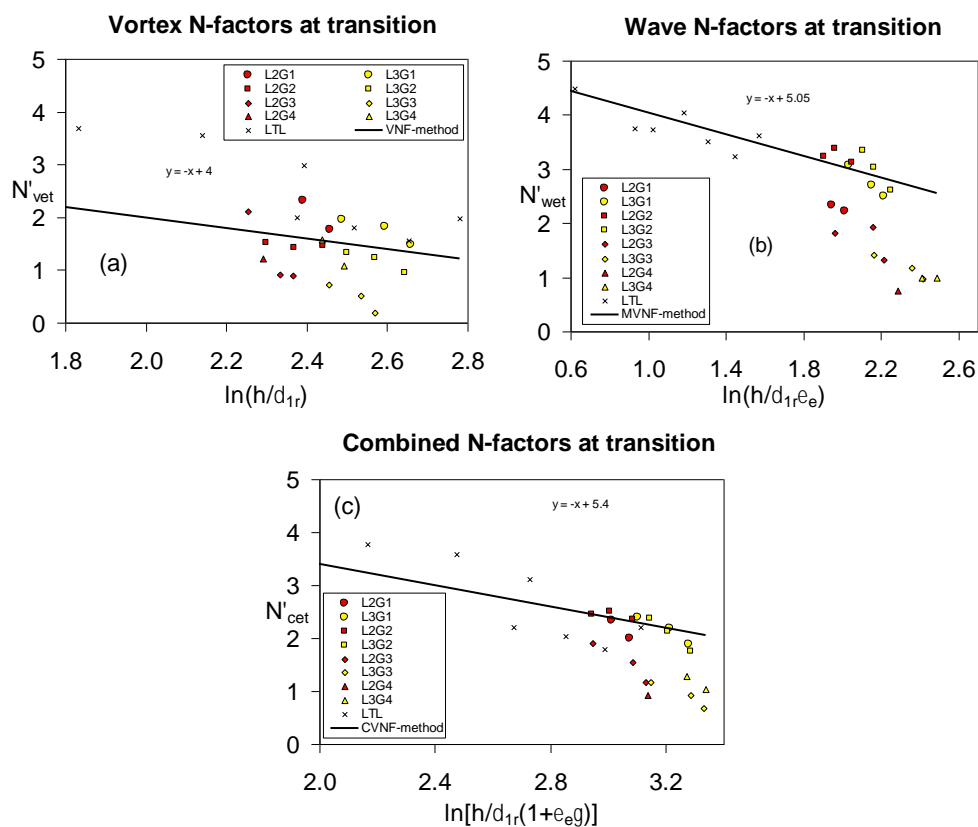 Vortex N-factors at transition
5
4
3
2
1
0
N'vet
L2G1
L3G1
L2G2
L3G2
L2G3
L3G3
L2G4
L3G4
LTL
VNF-method
y = -x + 4
(a)
1.8 2.0 2.2 2.4 2.6 2.8
ln(h/d1r)
Wave N-factors at transition
5
4
3
2
1
0
N'wet
y = -x + 5.05
L2G1
L3G1
L2G2
L3G2
L2G3
L3G3
L2G4
L3G4
LTL
MVNF-method
(b)
0.6 1.0 1.4 1.8 2.2 2.6
ln(h/d1ree)
Combined N-factors at transition
5
4
3
2
1
0
N'cet
(c)
y = -x + 5.4
L2G1
L3G1
L2G2
L3G2
L2G3
L3G3
L2G4
L3G4
LTL
CVNF-method
2.0 2.4 2.8 3.2
ln[h/d1r(1+eeg)]